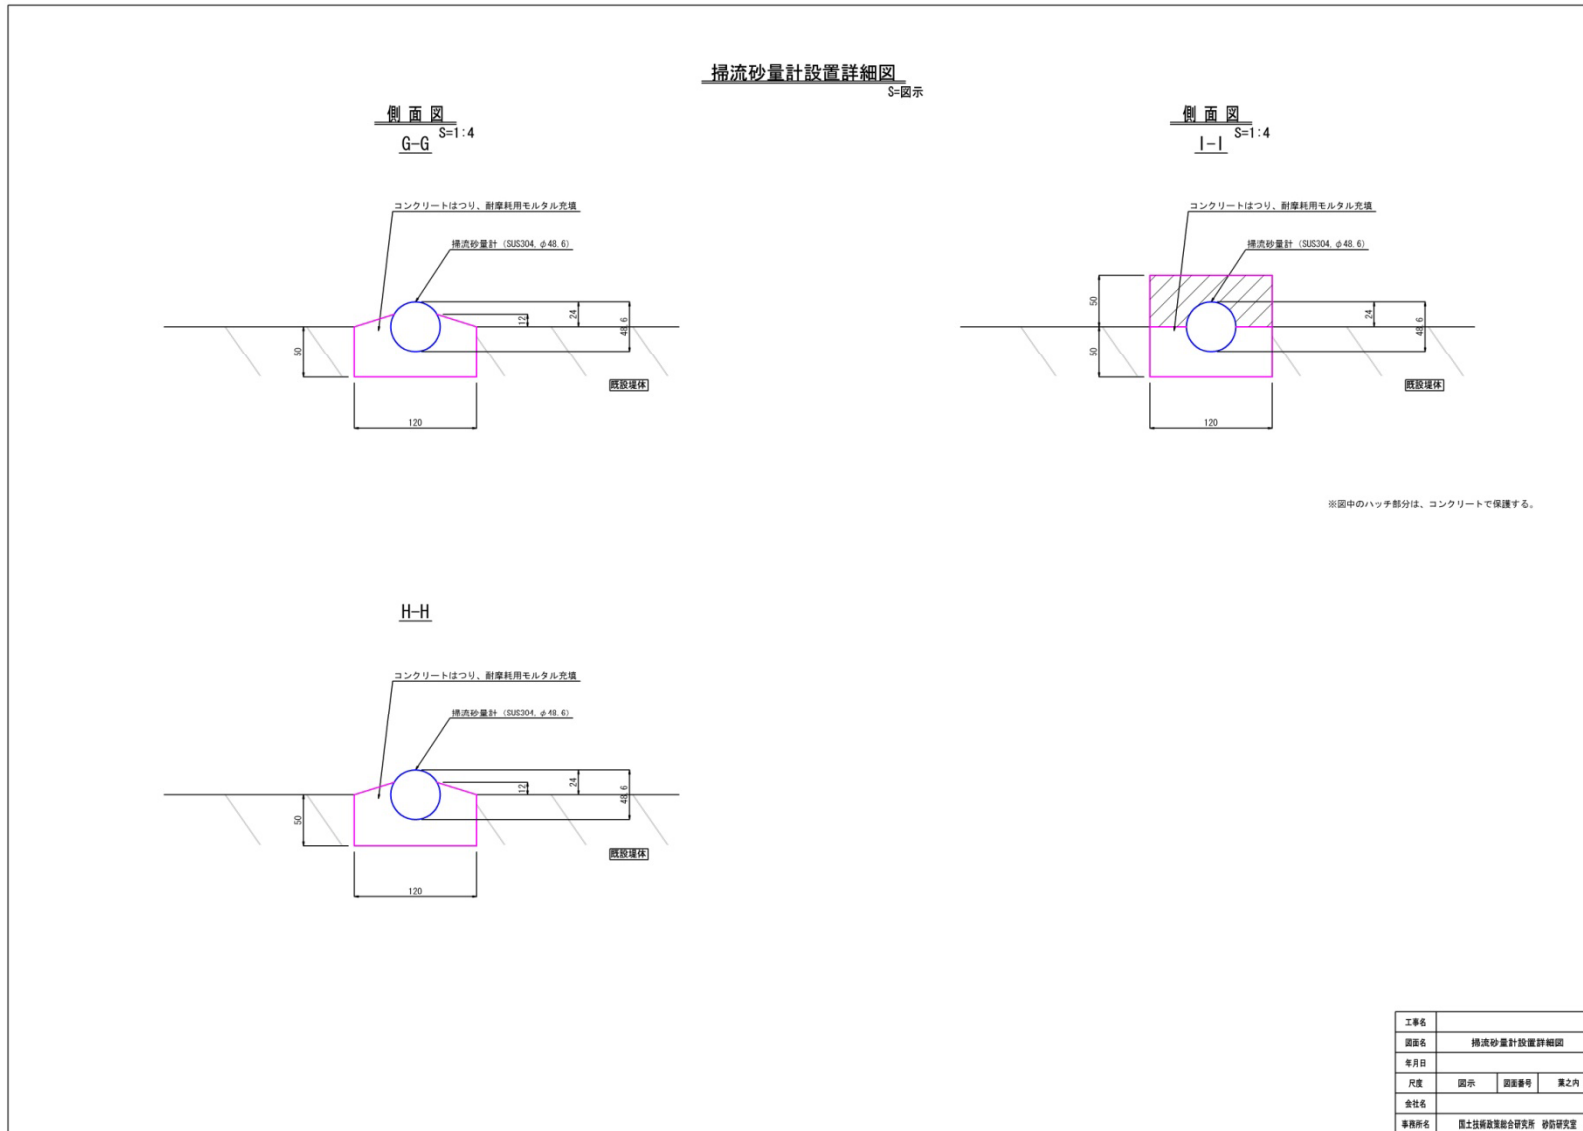 掃流砂量計設置詳細図
S=図示
側面図
S=1:4
G-G
コンクリートはつり、耐摩耗用モルタル充填
掃流砂量計（SUS304, φ48.6）
12
24
48.6
50
既設堤体
120
側面図
S=1:4
I-I
コンクリートはつり、耐摩耗用モルタル充填
掃流砂量計（SUS304, φ48.6）
50
24
48.6
50
既設堤体
120
※図中のハッチ部分は、コンクリートで保護する。
H-H
コンクリートはつり、耐摩耗用モルタル充填
掃流砂量計（SUS304, φ48.6）
12
24
48.6
50
既設堤体
120
工事名
図面名 掃流砂量計設置詳細図
年月日
尺度 図示 図面番号 葉之内
会社名
事務所名 国土技術政策総合研究所 砂防研究室